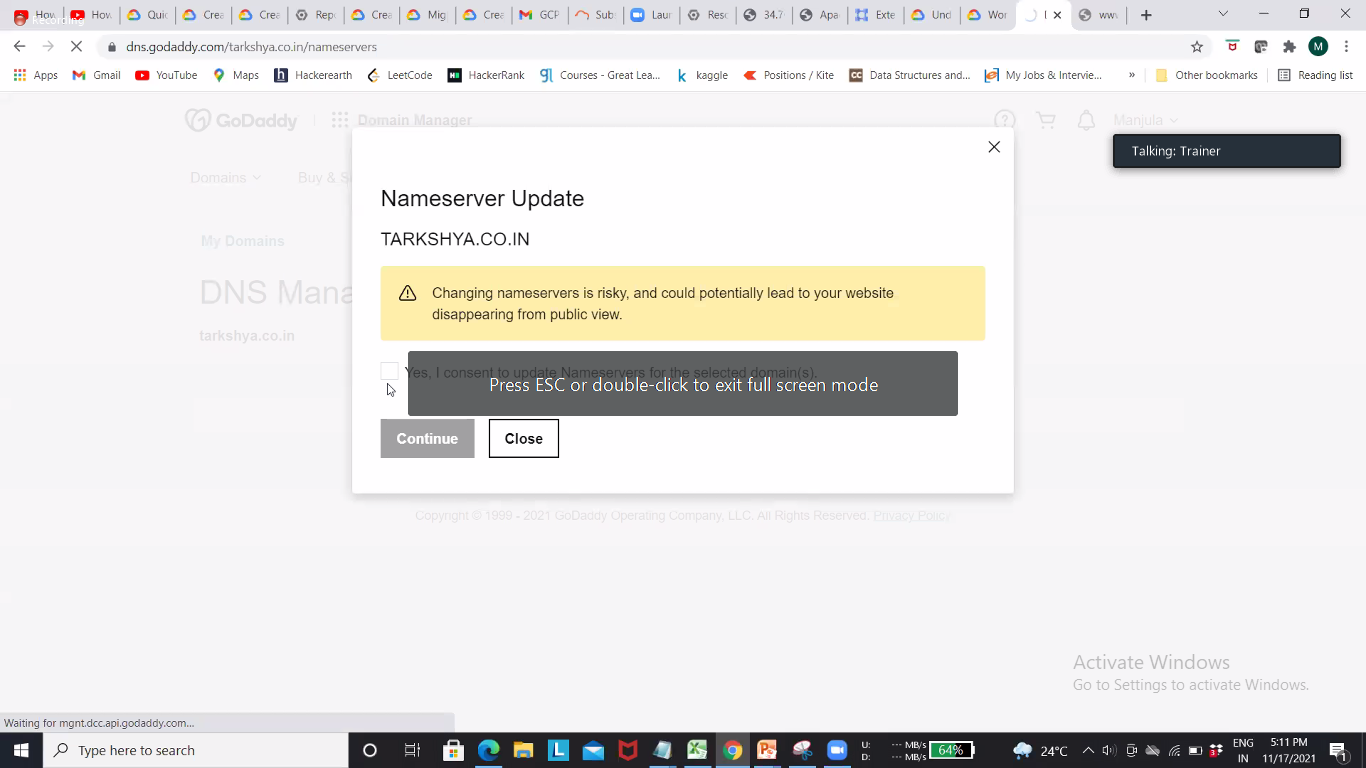 Hov
Hov
Quic
Crea
Crea
Repo
Crea
Mig
Crea
GCP
Sub
Laur
Reso
34.7
Apa
Exte
Und
Wor
www
Recording
dns.godaddy.com/tarkshya.co.in/nameservers
M
Apps
Gmail
YouTube
Maps
Hackerearth
LeetCode
HackerRank
Courses - Great Lea...
kaggle
Positions / Kite
Data Structures and...
My Jobs & Intervie...
»
Other bookmarks
Reading list
GoDaddy
Domain Manager
Manjula
Talking: Trainer
Domains
Buy & S
Nameserver Update
My Domains
TARKSHYA.CO.IN
DNS Mana
tarkshya.co.in
Changing nameservers is risky, and could potentially lead to your website
disappearing from public view.
Yes, I consent to update Nameservers for the selected domain(s).
Press ESC or double-click to exit full screen mode
Continue
Close
Copyright © 1999 - 2021 GoDaddy Operating Company, LLC. All Rights Reserved. Privacy Policy
Activate Windows
Go to Settings to activate Windows.
Waiting for mgnt.dcc.api.godaddy.com...
Type here to search
U: --- MB/s
D: --- MB/s
64%
24°C
ENG
IN
5:11 PM
11/17/2021
1